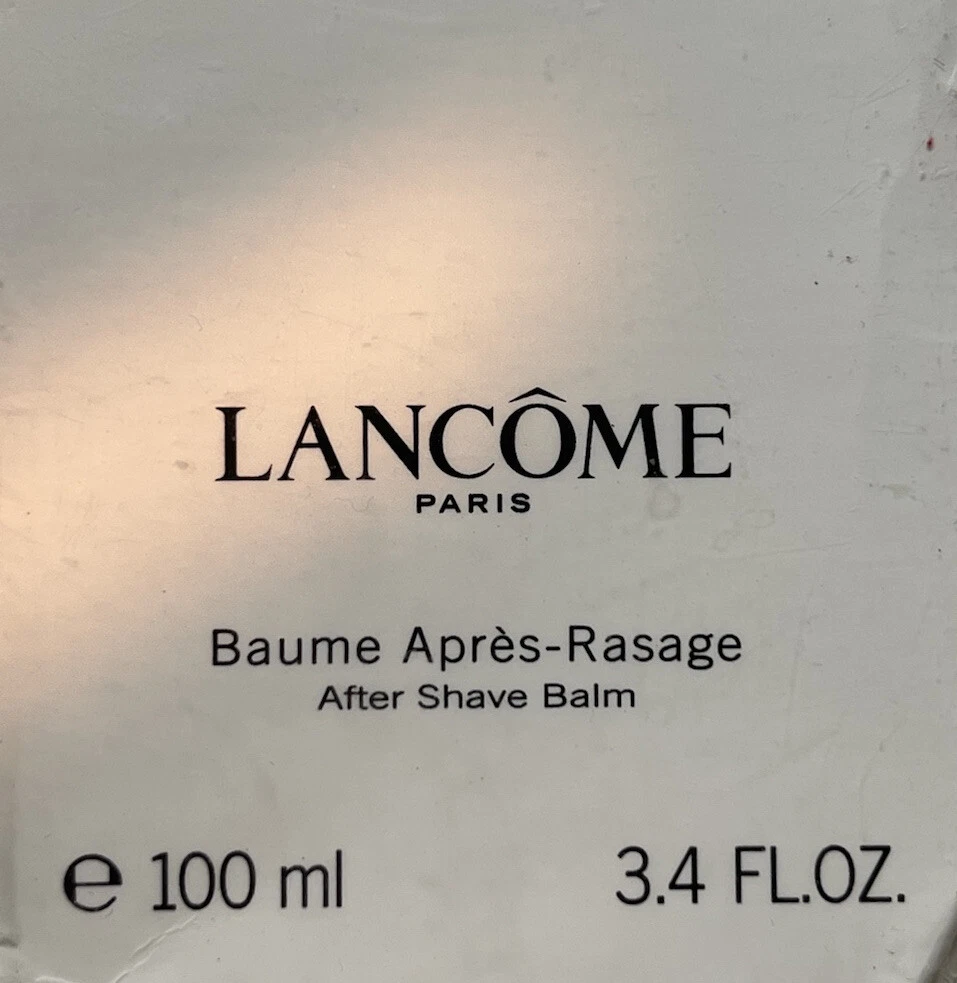 LANCÔME
PARIS
Baume Après-Rasage
After Shave Balm
℮ 100 ml 3.4 FL.OZ.